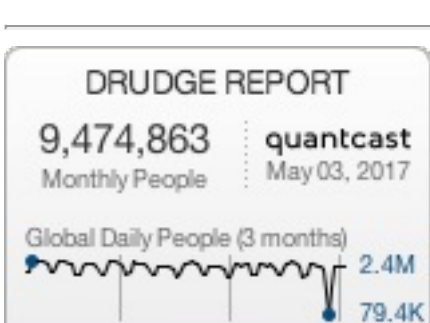 DRUDGE REPORT
9,474,863
Monthly People
quantcast
May 03, 2017
Global Daily People (3 months)
2.4M
79.4K